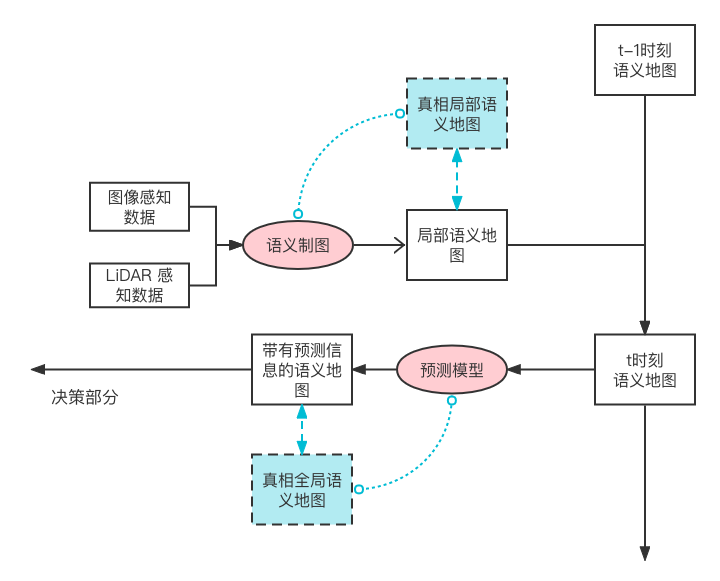 t-1时刻
语义地图
真相局部语
义地图
图像感知
数据
语义制图
局部语义地
图
LiDAR 感
知数据
带有预测信
息的语义地
图
预测模型
t时刻
语义地图
决策部分
真相全局语
义地图